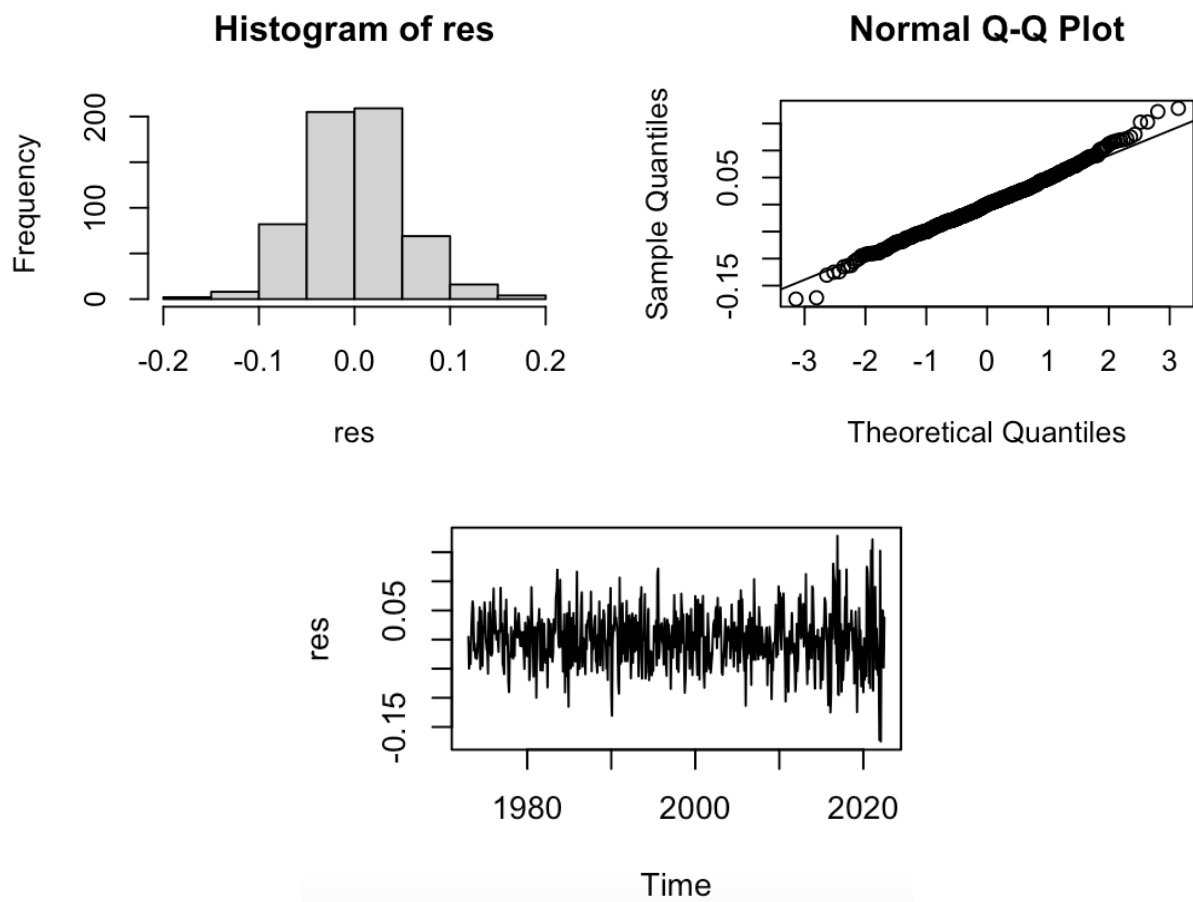 Histogram of res
Frequency
200
100
0
-0.2 -0.1 0.0 0.1 0.2
res
Normal Q-Q Plot
Sample Quantiles
0.05
-0.15
-3 -2 -1 0 1 2 3
Theoretical Quantiles
res
0.05
-0.15
1980 2000 2020
Time